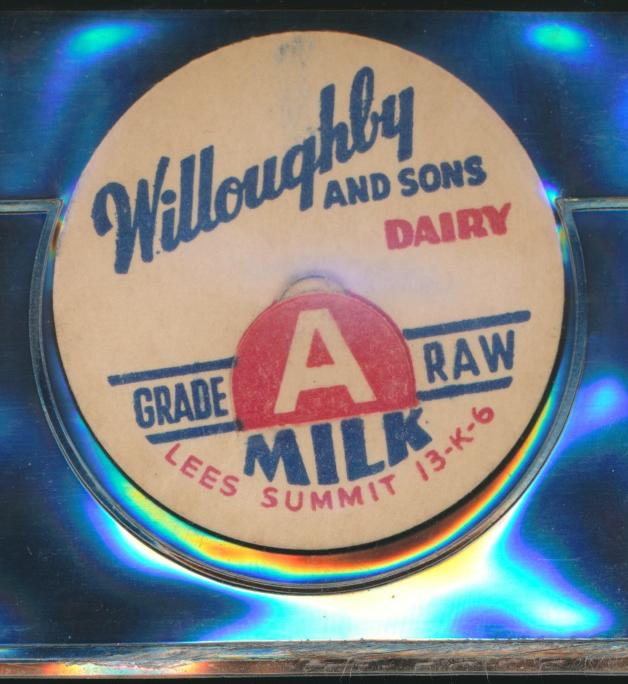 Willoughby
AND SONS
DAIRY
GRADE A RAW
MILK
LEES SUMMIT 13-K-6